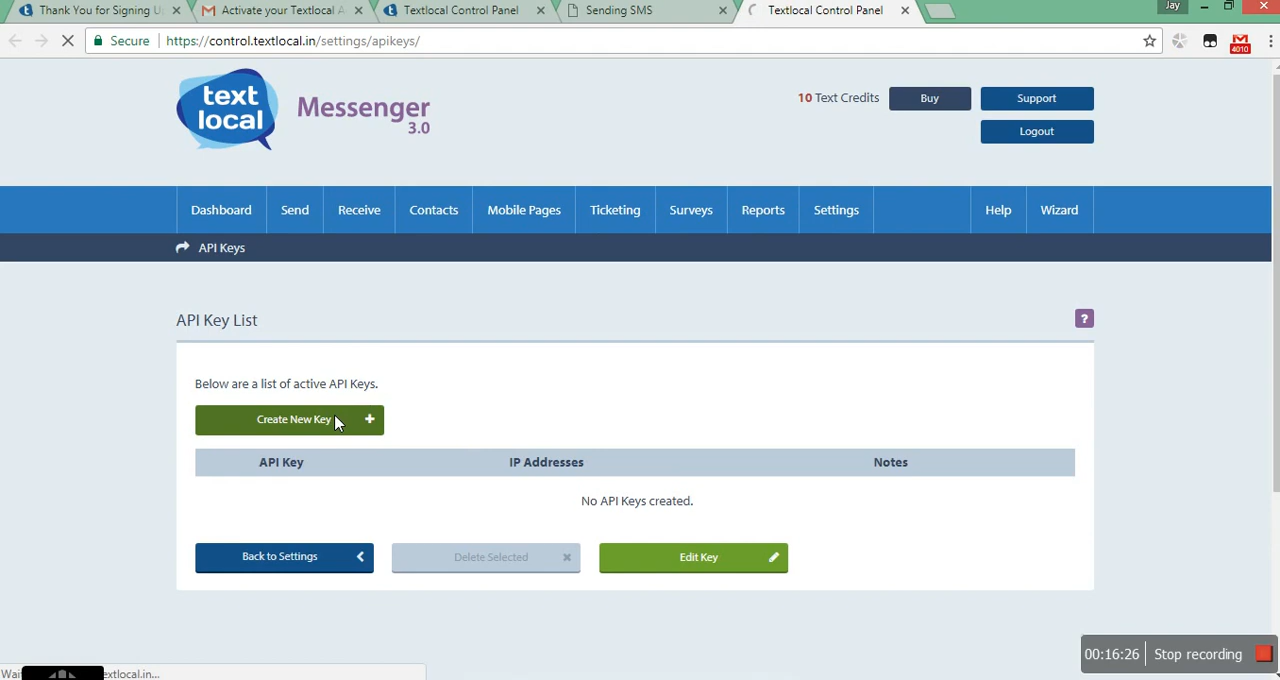 Thank You for Signing U
Activate your Textlocal A
Textlocal Control Panel
Sending SMS
Textlocal Control Panel
Jay
Secure
https://control.textlocal.in/settings/apikeys/
4010
text
local
Messenger
3.0
10 Text Credits
Buy
Support
Logout
Dashboard
Send
Receive
Contacts
Mobile Pages
Ticketing
Surveys
Reports
Settings
Help
Wizard
API Keys
API Key List
?
Below are a list of active API Keys.
Create New Key
API Key
IP Addresses
Notes
No API Keys created.
Back to Settings
Delete Selected
Edit Key
00:16:26
Stop recording
Wai
extlocal.in...